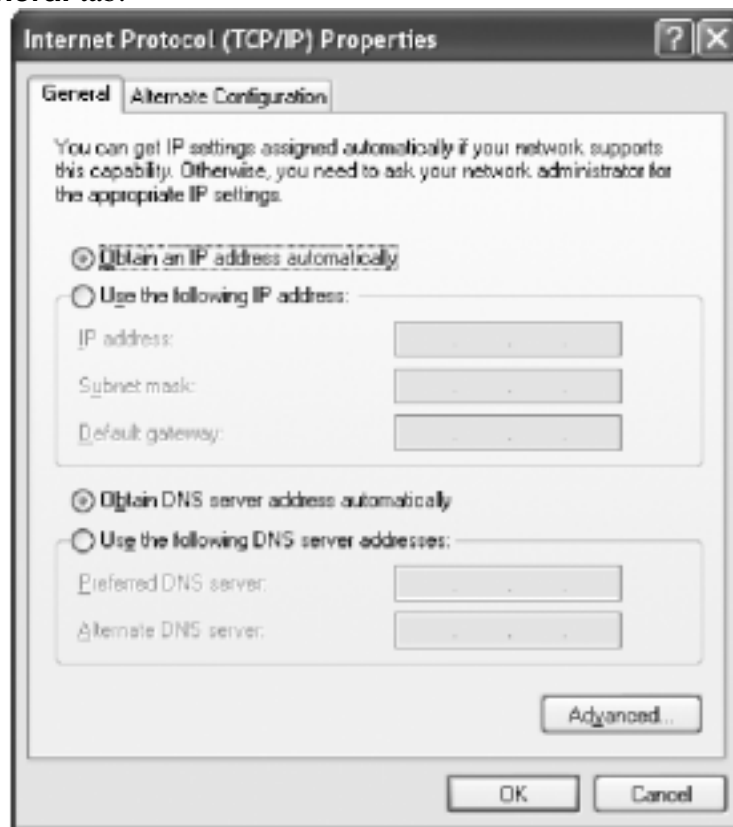 Internet Protocol (TCP/IP) Properties
General Alternate Configuration
You can get IP settings assigned automatically if your network supports
this capability. Otherwise, you need to ask your network administrator for
the appropriate IP settings.
Obtain an IP address automatically
Use the following IP address:
IP address:
Subnet mask:
Default gateway:
Obtain DNS server address automatically
Use the following DNS server addresses:
Preferred DNS server:
Alternate DNS server:
Advanced...
OK Cancel